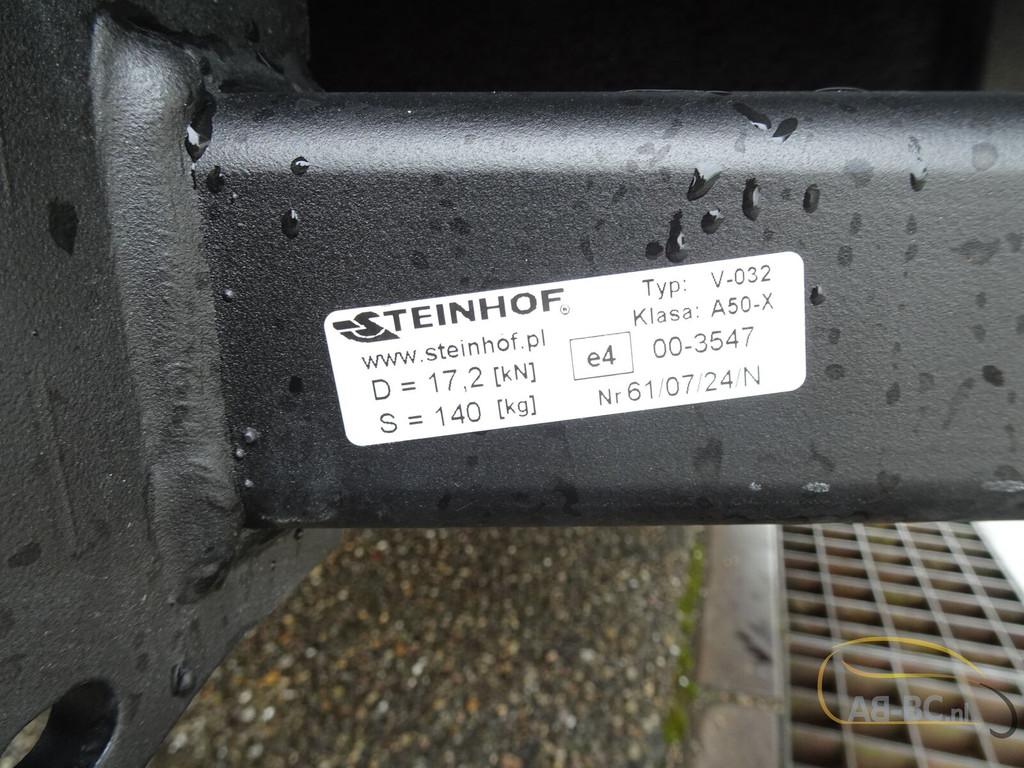 STEINHOF®
www.steinhof.pl
D = 17,2 [kN]
S = 140 [kg]
Typ: V-032
Klasa: A50-X
e4 00-3547
Nr 61/07/24/N
AB-BC.nl